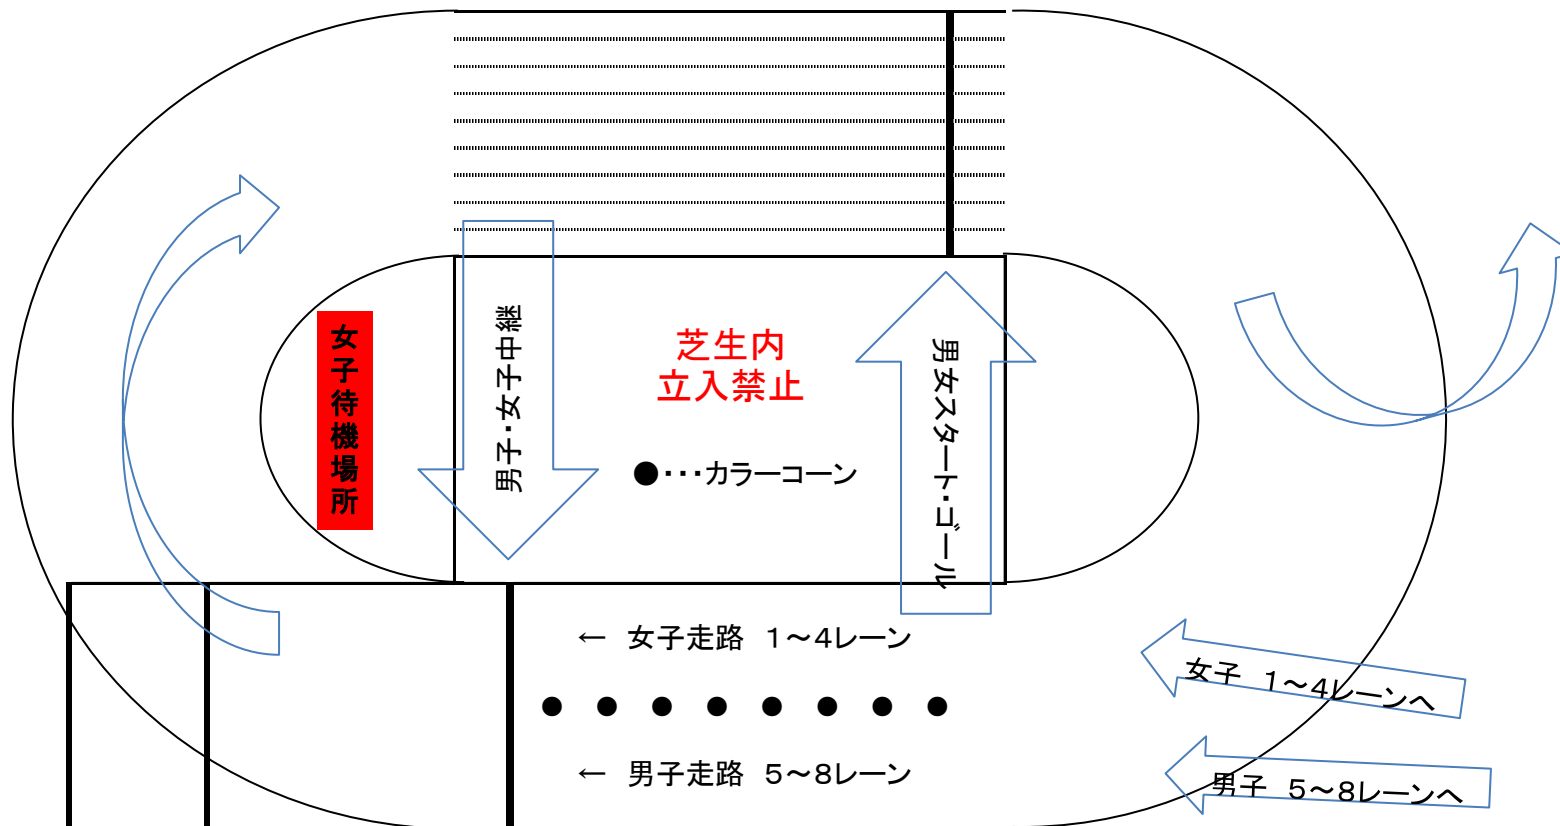 女子待機場所
男子・女子中継
芝生内
立入禁止
●・・・カラーコーン
男女スタート・ゴール
← 女子走路 1～4レーン
← 男子走路 5～8レーン
女子 1～4レーンへ
男子 5～8レーンへ